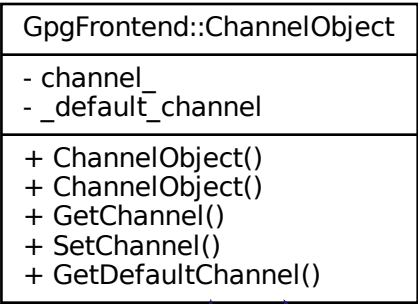 GpgFrontend::ChannelObject
- channel_
- _default_channel
+ ChannelObject()
+ ChannelObject()
+ GetChannel()
+ SetChannel()
+ GetDefaultChannel()